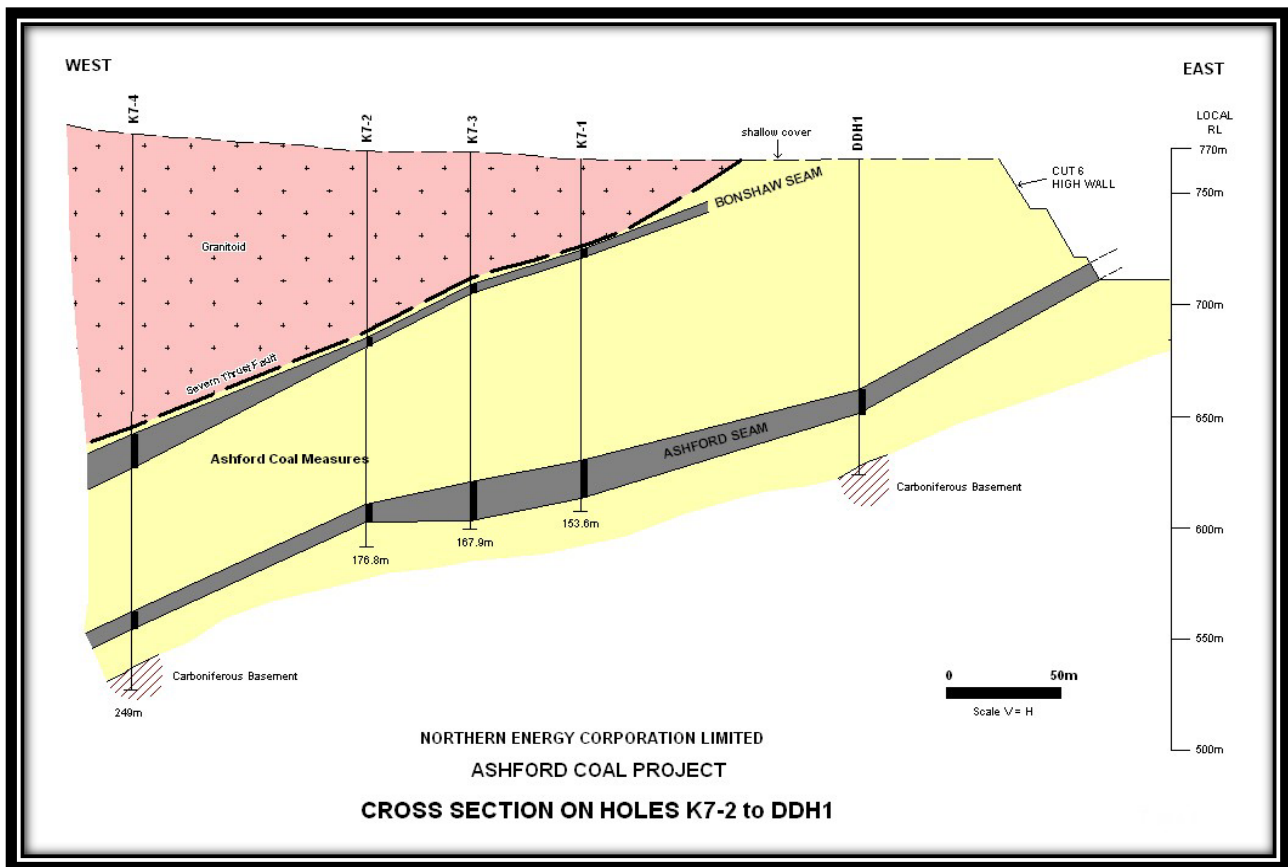 WEST
EAST
K7-4
K7-2
K7-3
K7-1
DDH1
LOCAL
RL
shallow cover
770m
CUT 6
HIGH WALL
750m
BONSHAW SEAM
Granitoid
700m
Severn Thrust Fault
650m
ASHFORD SEAM
Ashford Coal Measures
Carboniferous Basement
600m
153.6m
167.9m
176.8m
550m
Carboniferous Basement
249m
0 50m
Scale V = H
500m
NORTHERN ENERGY CORPORATION LIMITED
ASHFORD COAL PROJECT
CROSS SECTION ON HOLES K7-2 to DDH1